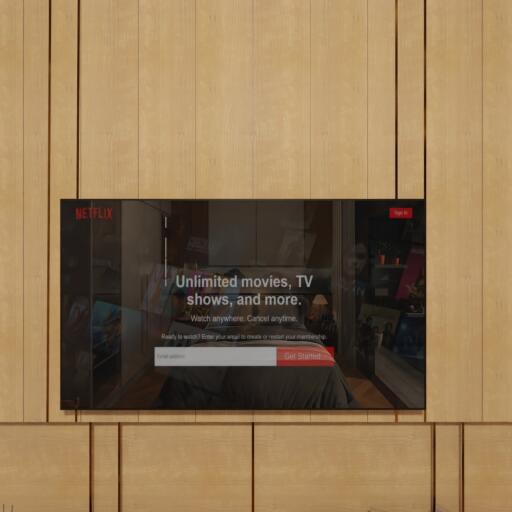 NETFLIX
Sign In
Unlimited movies, TV
shows, and more.
Watch anywhere. Cancel anytime.
Ready to watch? Enter your email to create or restart your membership.
Email address
Get Started